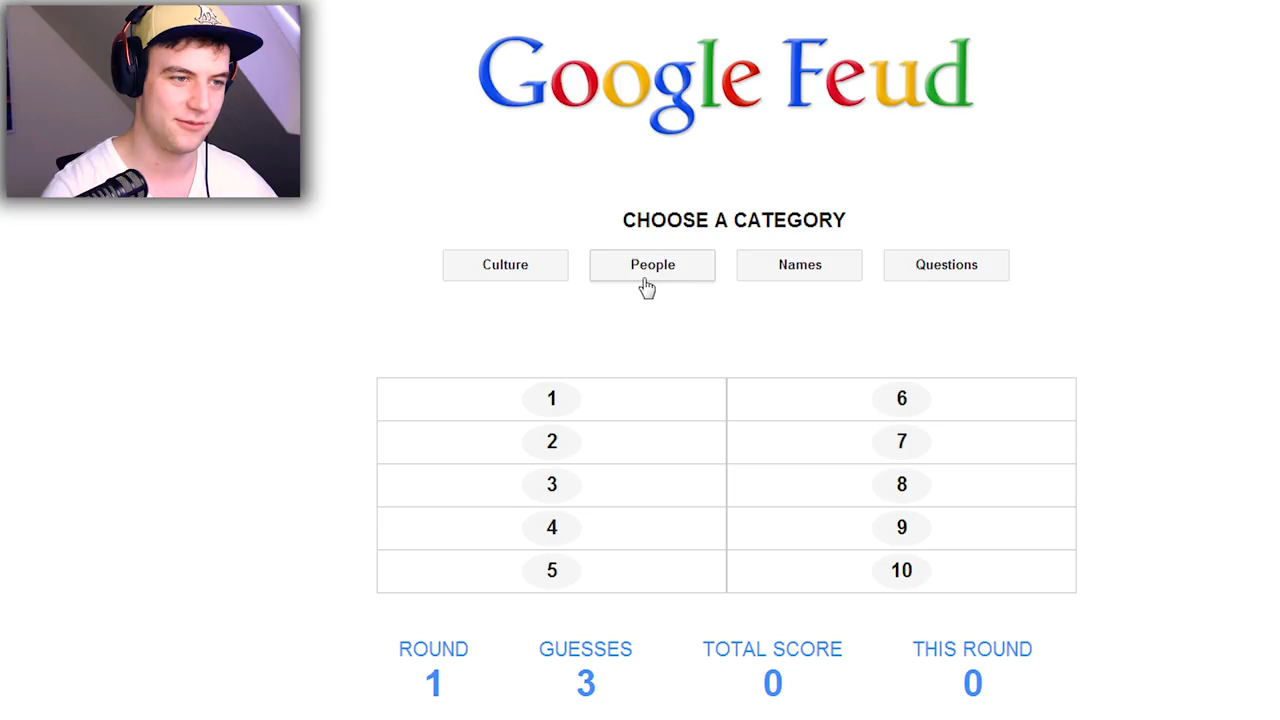 Google Feud
CHOOSE A CATEGORY
Culture
People
Names
Questions
1
6
2
7
3
8
4
9
5
10
ROUND
GUESSES
TOTAL SCORE
THIS ROUND
1
3
0
0